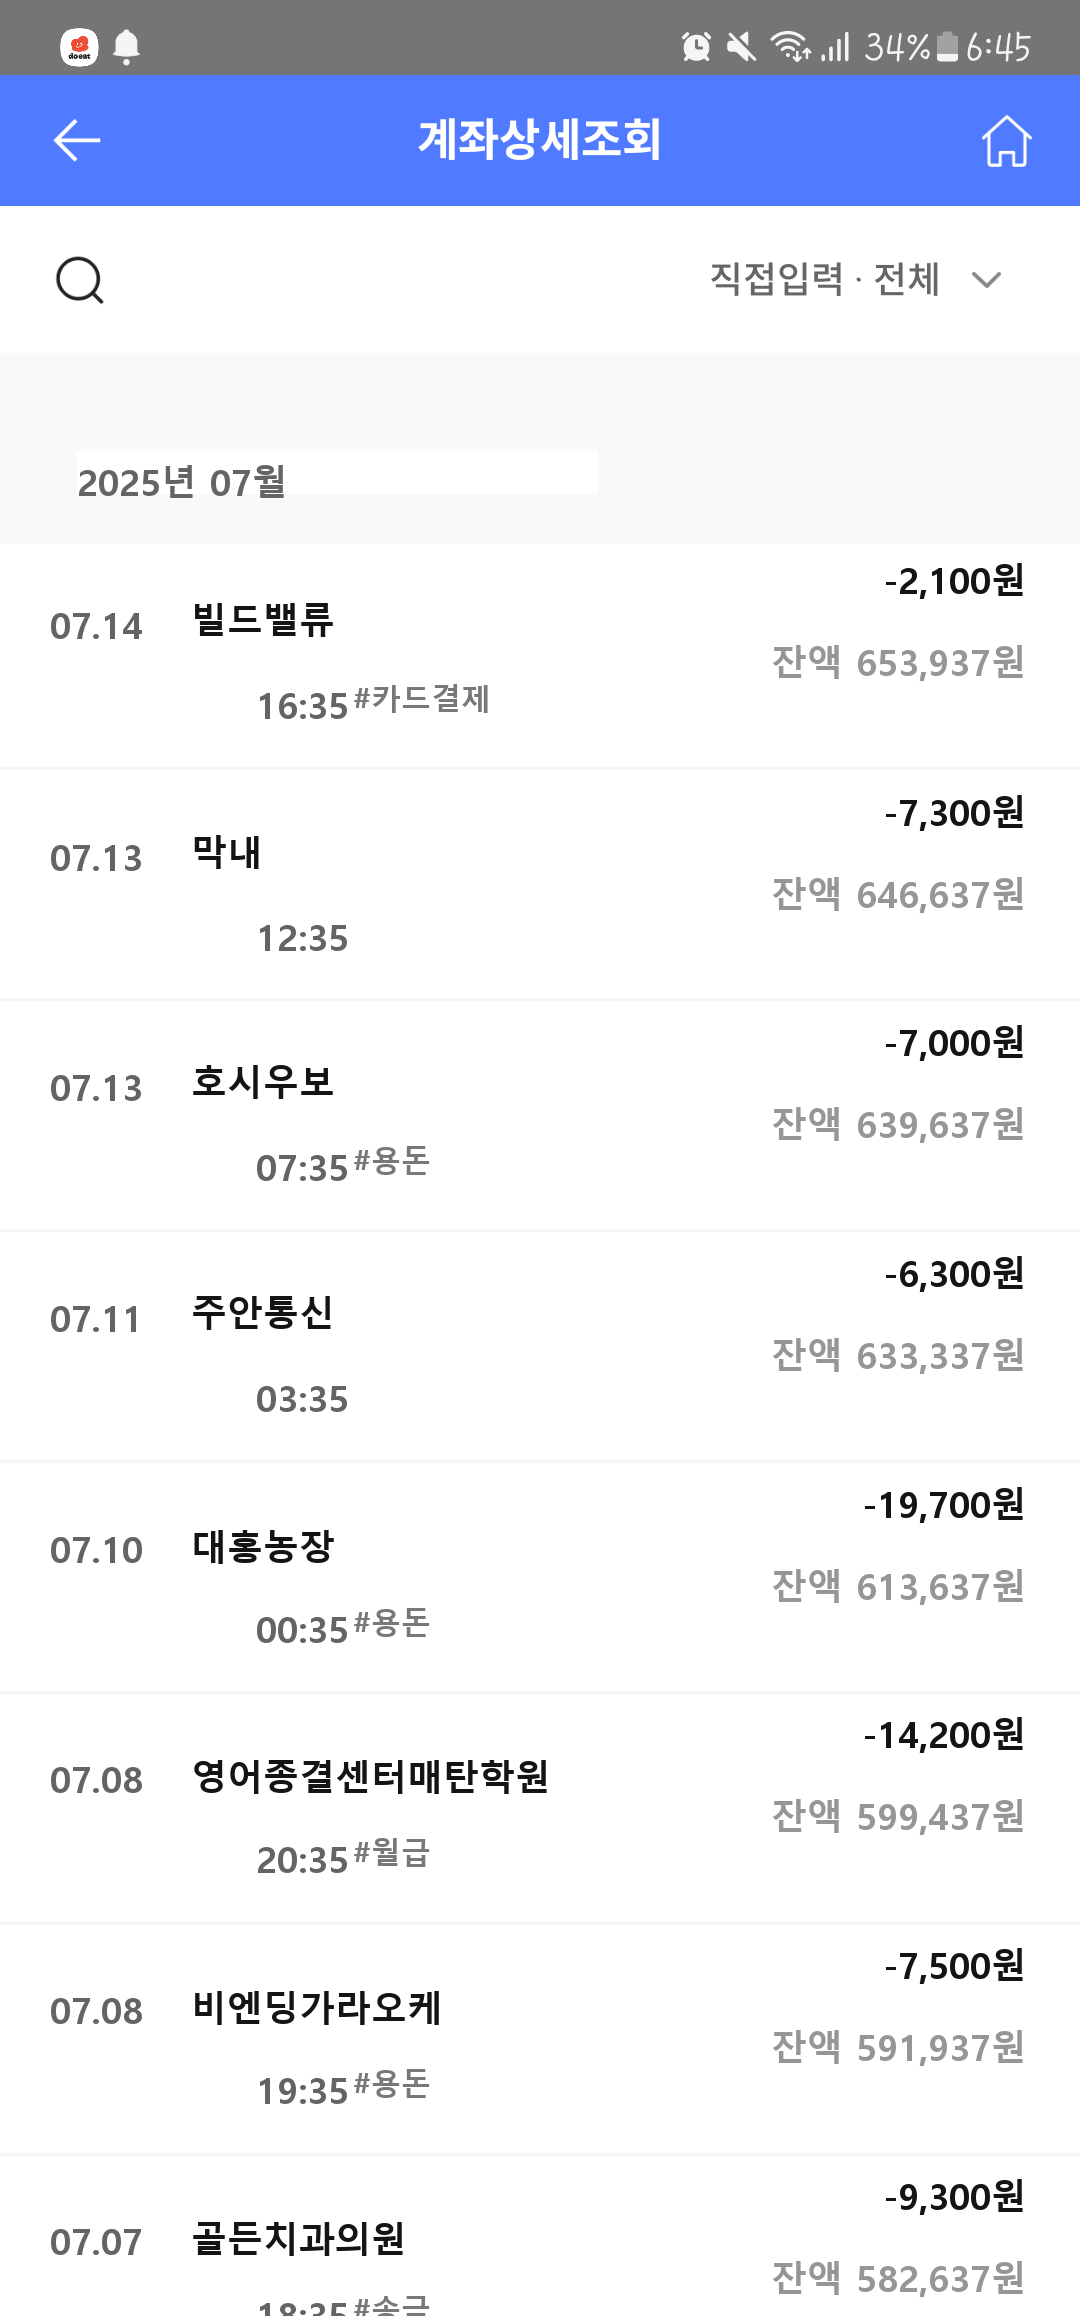 doeat 34% 6:45
계좌상세조회
직접입력 · 전체
2025년 07월
-2,100원
07.14 빌드밸류
잔액 653,937원
16:35 #카드결제
-7,300원
07.13 막내
잔액 646,637원
12:35
-7,000원
07.13 호시우보
잔액 639,637원
07:35 #용돈
-6,300원
07.11 주안통신
잔액 633,337원
03:35
-19,700원
07.10 대홍농장
잔액 613,637원
00:35 #용돈
-14,200원
07.08 영어종결센터매탄학원
잔액 599,437원
20:35 #월급
-7,500원
07.08 비엔딩가라오케
잔액 591,937원
19:35 #용돈
-9,300원
07.07 골든치과의원
잔액 582,637원
18:35 #송금